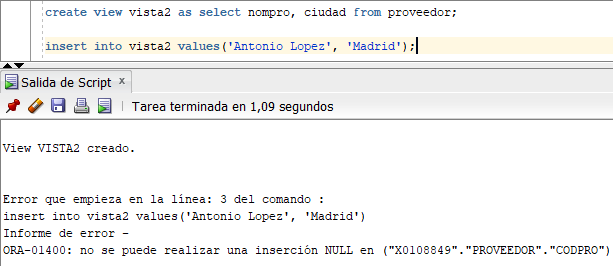 create view vista2 as select nompro, ciudad from proveedor;
insert into vista2 values('Antonio Lopez', 'Madrid');
Salida de Script x
Tarea terminada en 1,09 segundos
View VISTA2 creado.
Error que empieza en la línea: 3 del comando :
insert into vista2 values('Antonio Lopez', 'Madrid')
Informe de error -
ORA-01400: no se puede realizar una inserción NULL en ("X0108849"."PROVEEDOR"."CODPRO")